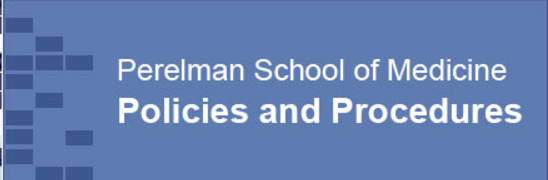 Perelman School of Medicine
Policies and Procedures